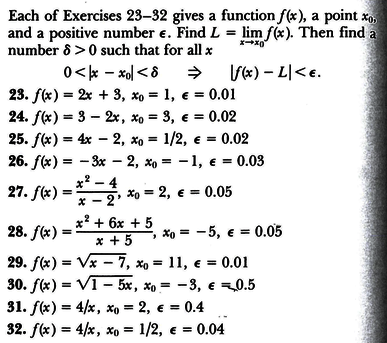 Each of Exercises 23–32 gives a function f(x), a point x₀,
and a positive number ε. Find L = lim f(x). Then find a
x→x₀
number δ > 0 such that for all x
0 < |x − x₀| < δ ⇒ |f(x) − L| < ε.
23. f(x) = 2x + 3, x₀ = 1, ε = 0.01
24. f(x) = 3 − 2x, x₀ = 3, ε = 0.02
25. f(x) = 4x − 2, x₀ = 1/2, ε = 0.02
26. f(x) = −3x − 2, x₀ = −1, ε = 0.03
27. f(x) = (x² − 4)/(x − 2), x₀ = 2, ε = 0.05
28. f(x) = (x² + 6x + 5)/(x + 5), x₀ = −5, ε = 0.05
29. f(x) = √(x − 7), x₀ = 11, ε = 0.01
30. f(x) = √(1 − 5x), x₀ = −3, ε = 0.5
31. f(x) = 4/x, x₀ = 2, ε = 0.4
32. f(x) = 4/x, x₀ = 1/2, ε = 0.04